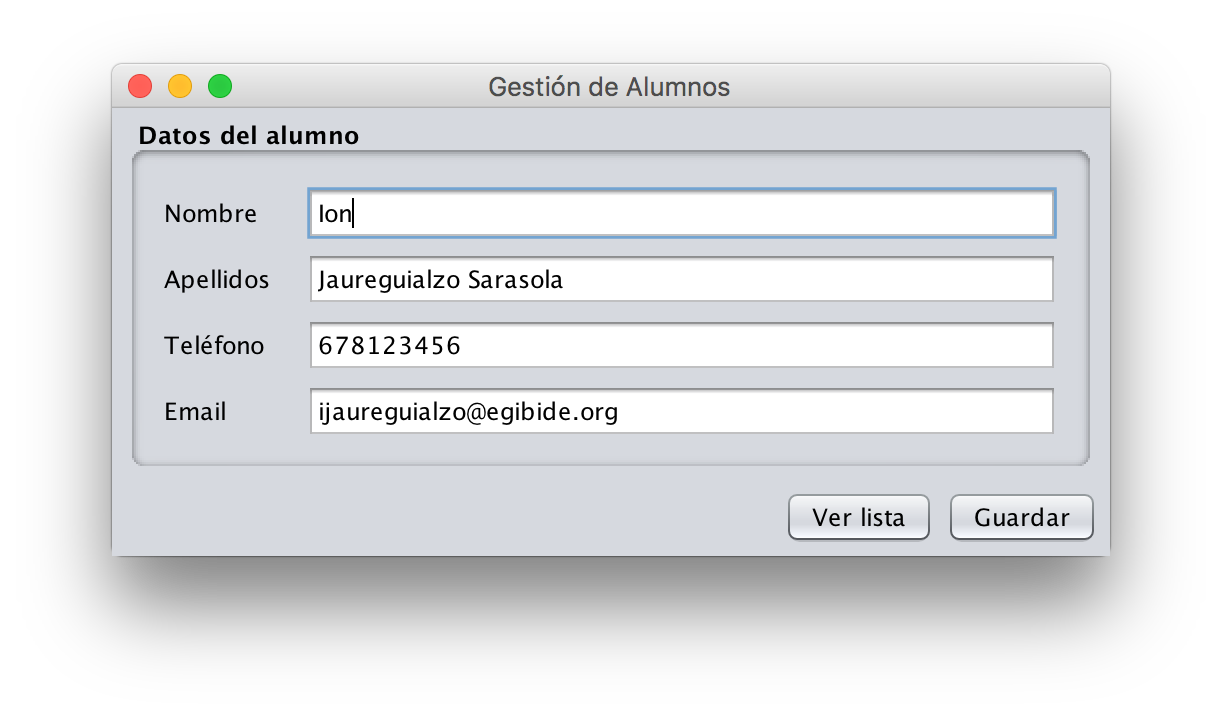 Gestión de Alumnos
Datos del alumno
Nombre Ion
Apellidos Jaureguialzo Sarasola
Teléfono 678123456
Email ijaureguialzo@egibide.org
Ver lista Guardar